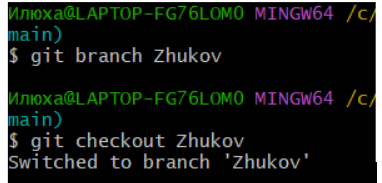 Илюха@LAPTOP-FG76LOM0 MINGW64 /c/
main)
$ git branch Zhukov
Илюха@LAPTOP-FG76LOM0 MINGW64 /c/
main)
$ git checkout Zhukov
Switched to branch 'Zhukov'